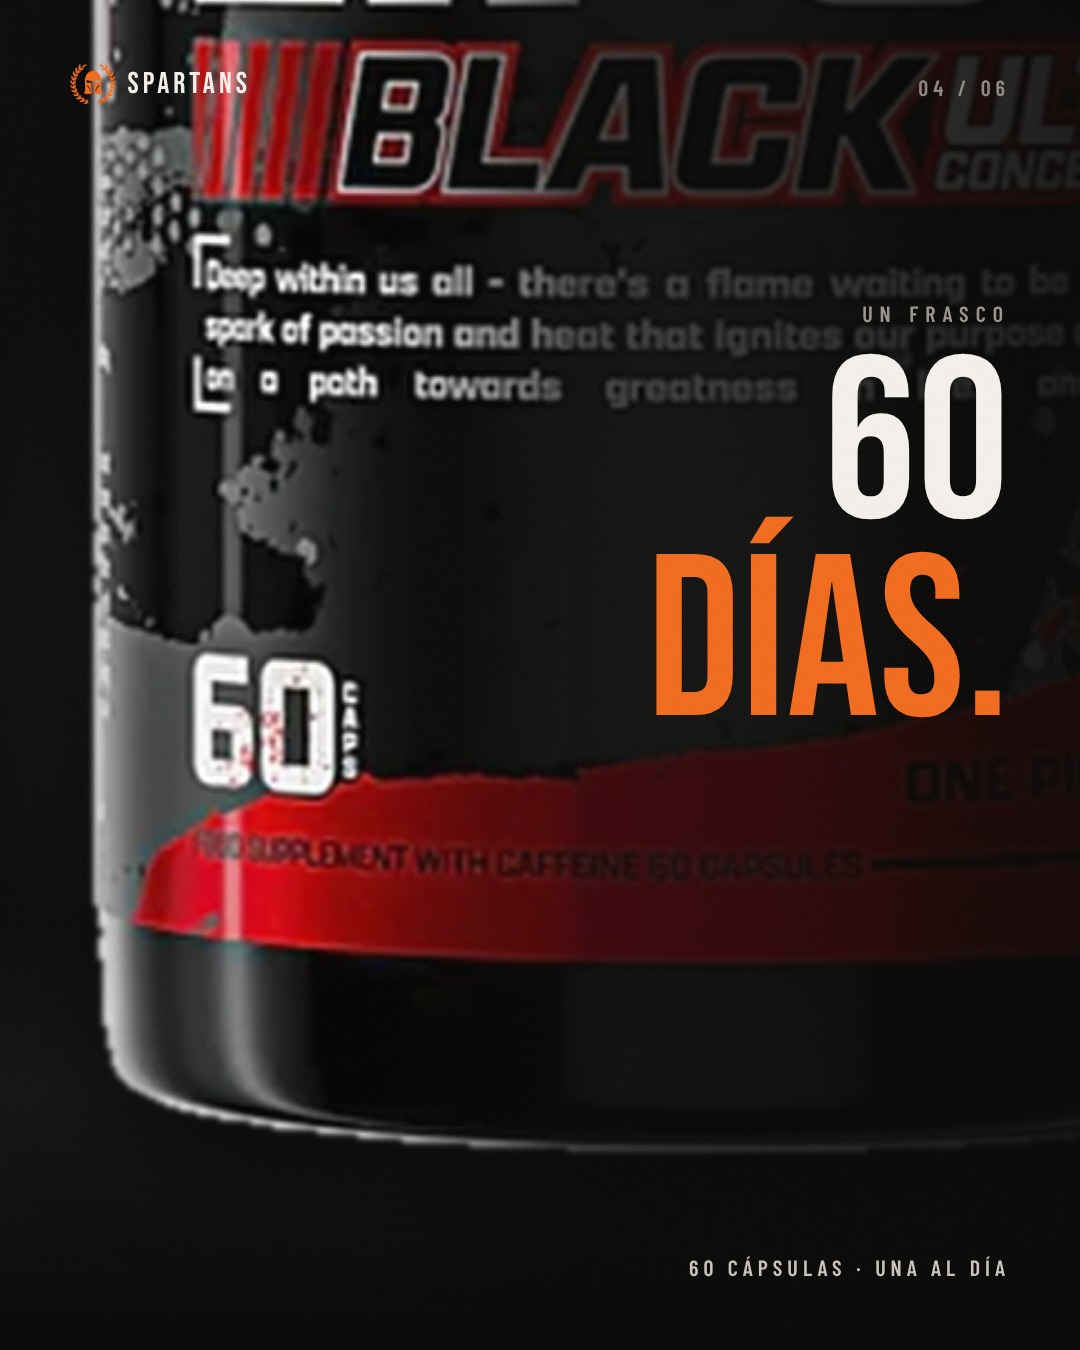 SPARTANS
04 / 06
BLACK
Deep within us all - there's a flame waiting to be
spark of passion and heat that ignites our purpose
on a path towards greatness
UN FRASCO
60
DÍAS.
60 CAPS
ONE
FOOD SUPPLEMENT WITH CAFFEINE 60 CAPSULES
60 CÁPSULAS · UNA AL DÍA